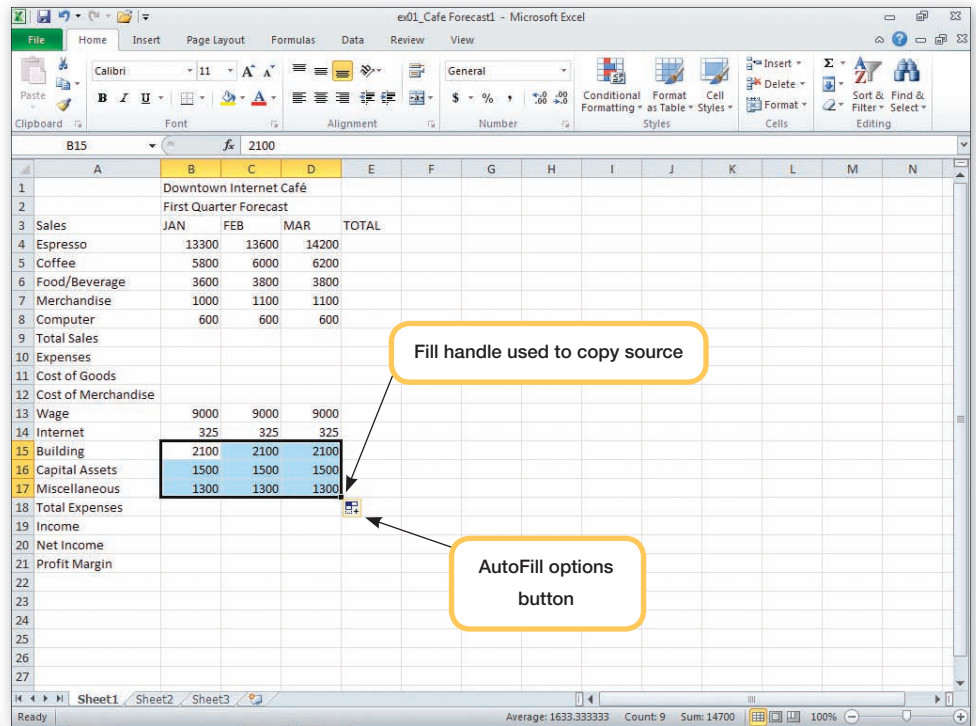 ex01_Cafe Forecast1 - Microsoft Excel
File Home Insert Page Layout Formulas Data Review View
Calibri 11 A A General Insert Σ
Paste Delete
B I U A $ % , .00 .00 Conditional Format Cell Format Sort & Find &
Formatting as Table Styles Filter Select
Clipboard Font Alignment Number Styles Cells Editing
B15 fx 2100
A B C D E F G H I J K L M N
1 Downtown Internet Café
2 First Quarter Forecast
3 Sales JAN FEB MAR TOTAL
4 Espresso 13300 13600 14200
5 Coffee 5800 6000 6200
6 Food/Beverage 3600 3800 3800
7 Merchandise 1000 1100 1100
8 Computer 600 600 600
9 Total Sales
Fill handle used to copy source
10 Expenses
11 Cost of Goods
12 Cost of Merchandise
13 Wage 9000 9000 9000
14 Internet 325 325 325
15 Building 2100 2100 2100
16 Capital Assets 1500 1500 1500
17 Miscellaneous 1300 1300 1300
18 Total Expenses
19 Income
20 Net Income
21 Profit Margin
AutoFill options
button
22
23
24
25
26
27
Sheet1 Sheet2 Sheet3
Ready Average: 1633.333333 Count: 9 Sum: 14700 100%